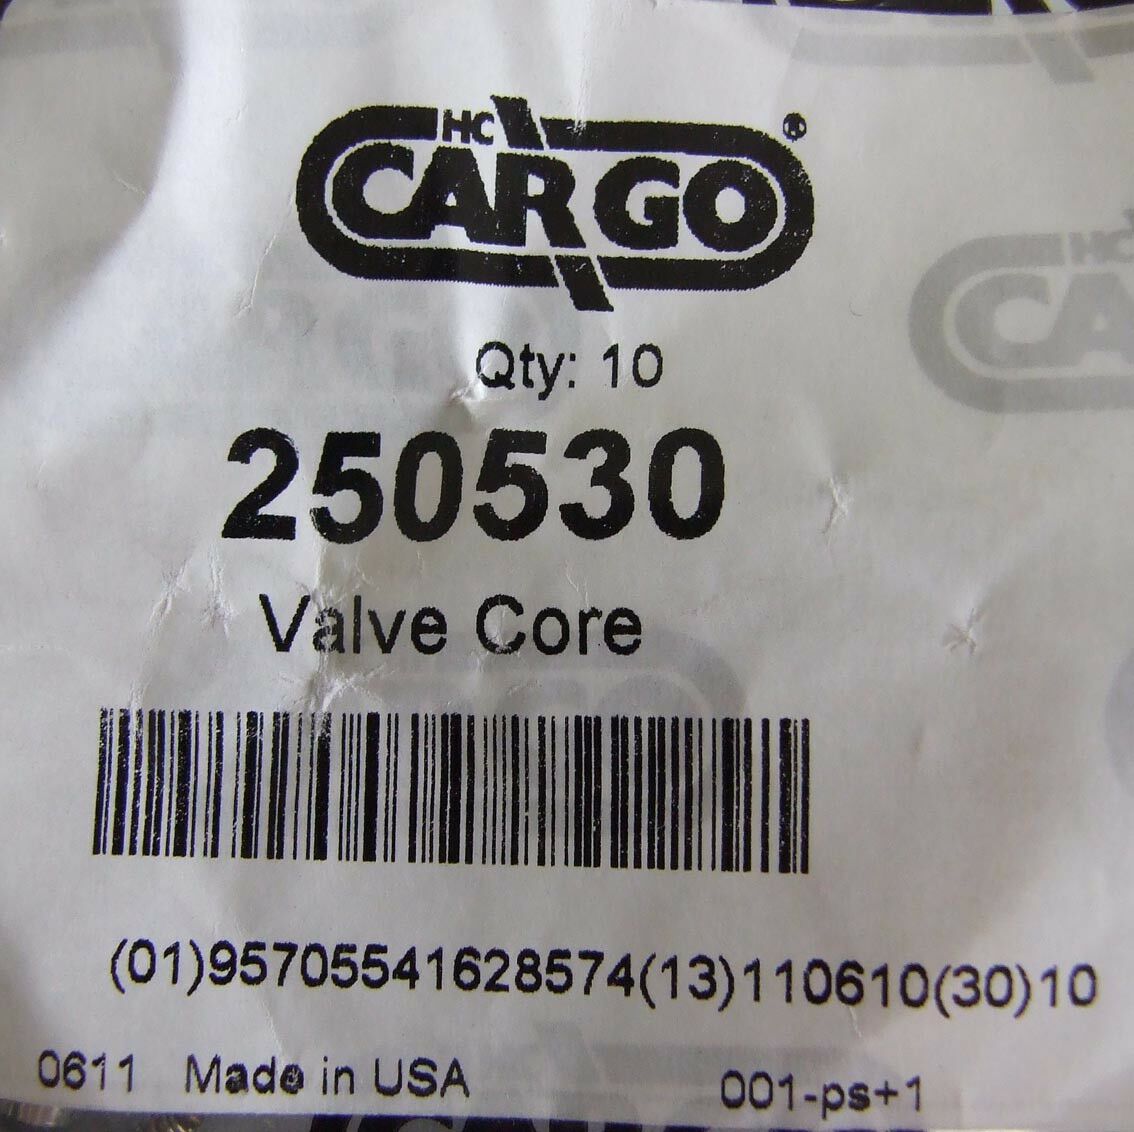 HC
CARGO®
Qty: 10
250530
Valve Core
(01)95705541628574(13)110610(30)10
0611 Made in USA 001-ps+1